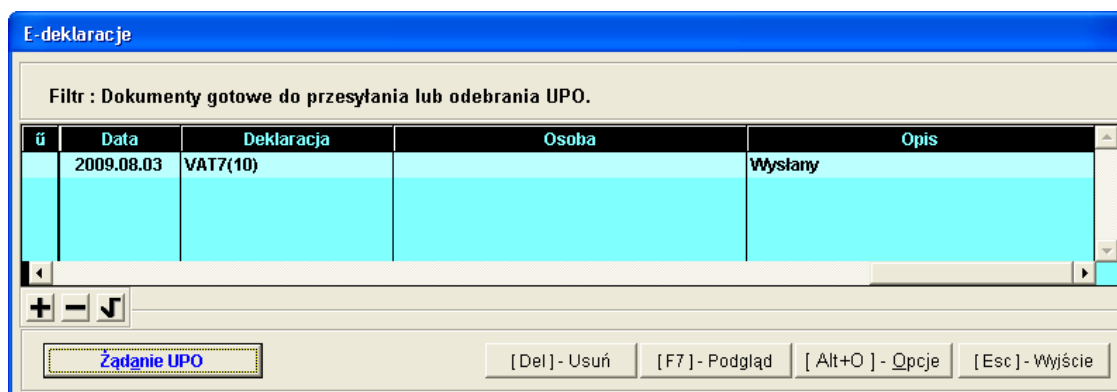 E-deklaracje
Filtr : Dokumenty gotowe do przesyłania lub odebrania UPO.
ű Data Deklaracja Osoba Opis
2009.08.03 VAT7(10) Wysłany
Żądanie UPO [Del] - Usuń [F7] - Podgląd [ Alt+O ] - Opcje [Esc] - Wyjście